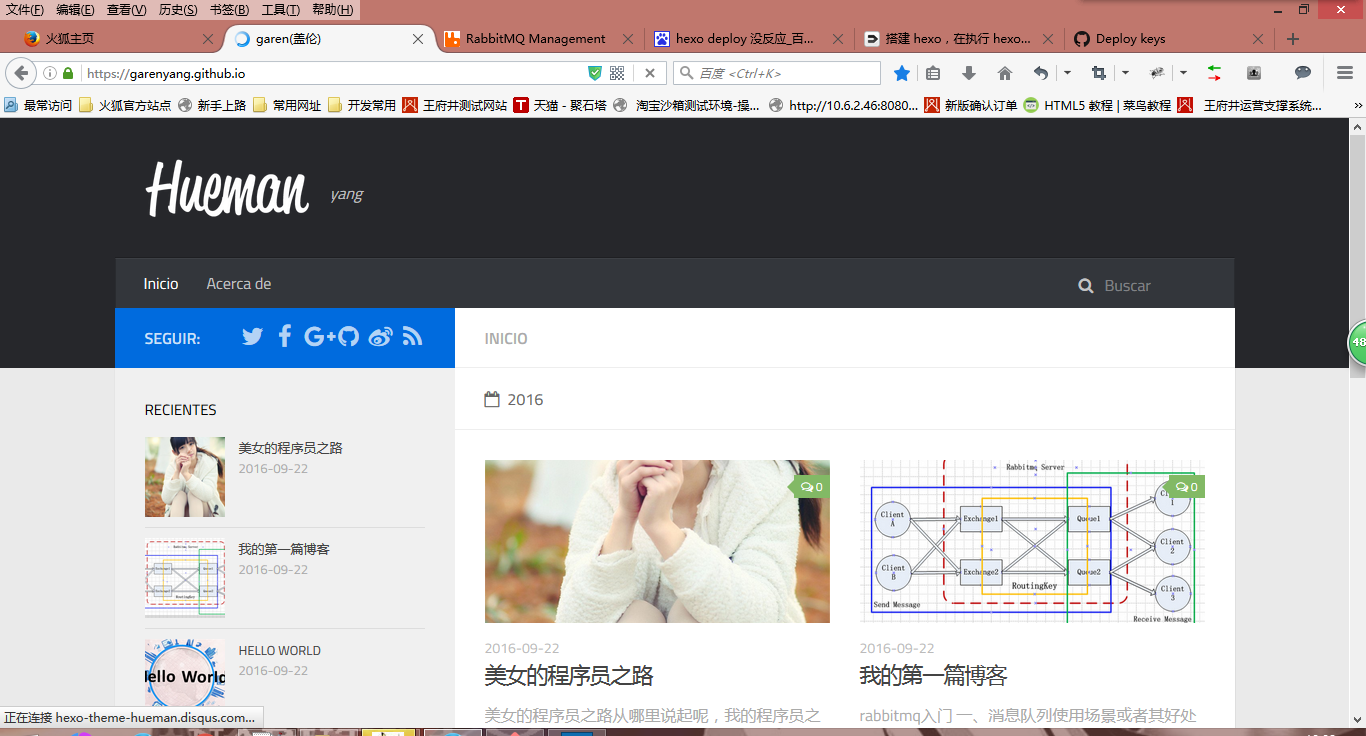 文件(F) 编辑(E) 查看(V) 历史(S) 书签(B) 工具(T) 帮助(H)
火狐主页 garen(盖伦) RabbitMQ Management hexo deploy 没反应_百... 搭建 hexo，在执行 hexo... Deploy keys
https://garenyang.github.io 百度 <Ctrl+K>
最常访问 火狐官方站点 新手上路 常用网址 开发常用 王府井测试网站 天猫 - 聚石塔 淘宝沙箱测试环境-操... http://10.6.2.46:8080... 新版确认订单 HTML5 教程 | 菜鸟教程 王府井运营支撑系统...
Hueman yang
Inicio Acerca de Buscar
SEGUIR: INICIO
48
2016
RECIENTES
美女的程序员之路
2016-09-22
我的第一篇博客
2016-09-22
Hello World
HELLO WORLD
2016-09-22
0
2016-09-22
美女的程序员之路
美女的程序员之路从哪里说起呢，我的程序员之
Rabbitmq Server
0
Client A
Exchange1
Queue1
Client 1
Client B
Exchange2
Queue2
Client 2
RoutingKey
Client 3
Send Message
Receive Message
2016-09-22
我的第一篇博客
rabbitmq入门 一、消息队列使用场景或者其好处
正在连接 hexo-theme-hueman.disqus.com...